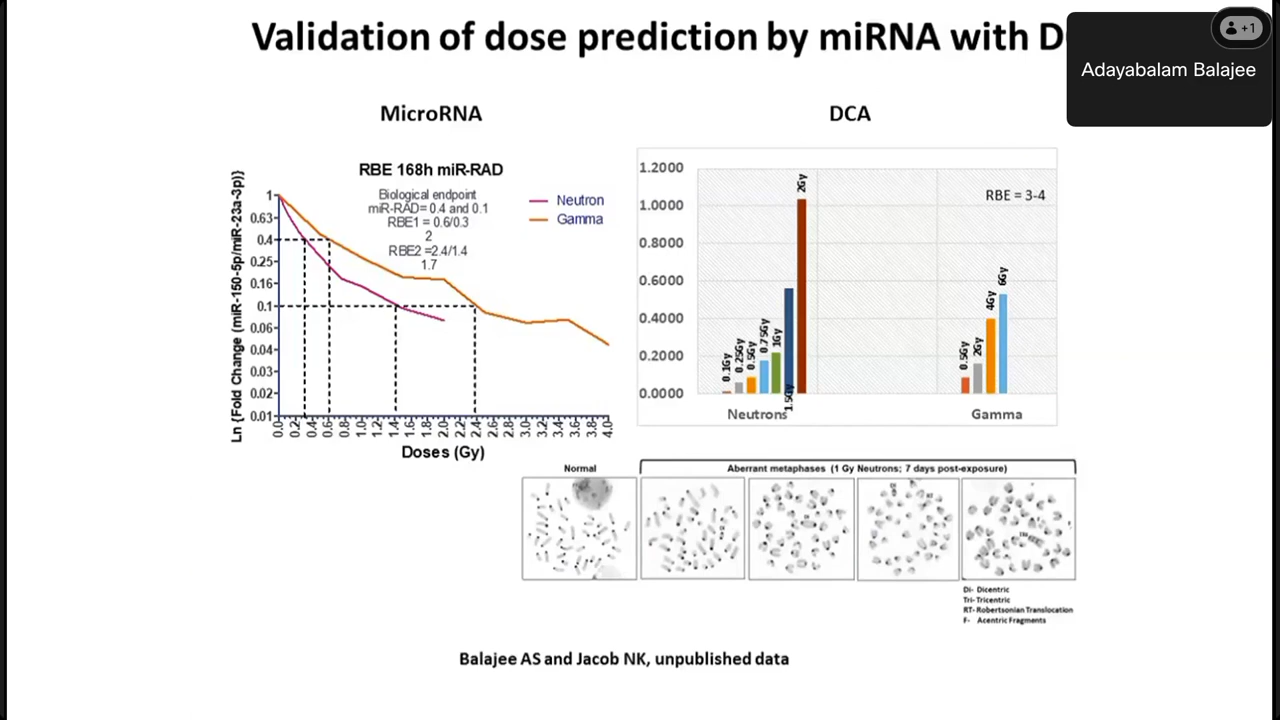 Validation of dose prediction by miRNA with D
+1
Adayabalam Balajee
MicroRNA
DCA
RBE 168h miR-RAD
Biological endpoint
miR-RAD= 0.4 and 0.1
RBE1 = 0.6/0.3
2
RBE2 =2.4/1.4
1.7
Neutron
Gamma
Ln {Fold Change (miR-150-5p/miR-23a-3p)}
1
0.63
0.4
0.25
0.16
0.1
0.06
0.04
0.03
0.02
0.01
0.0 0.2 0.4 0.6 0.8 1.0 1.2 1.4 1.6 1.8 2.0 2.2 2.4 2.6 2.8 3.0 3.2 3.4 3.6 3.8 4.0
Doses (Gy)
1.2000
1.0000
0.8000
0.6000
0.4000
0.2000
0.0000
RBE = 3-4
0.1Gy 0.25Gy 0.5Gy 0.75Gy 1Gy 1.5Gy 2Gy
0.5Gy 2Gy 4Gy 6Gy
Neutrons
Gamma
Normal
Aberrant metaphases (1 Gy Neutrons; 7 days post-exposure)
Di- Dicentric
Tri- Tricentric
RT- Robertsonian Translocation
F- Acentric Fragments
Balajee AS and Jacob NK, unpublished data